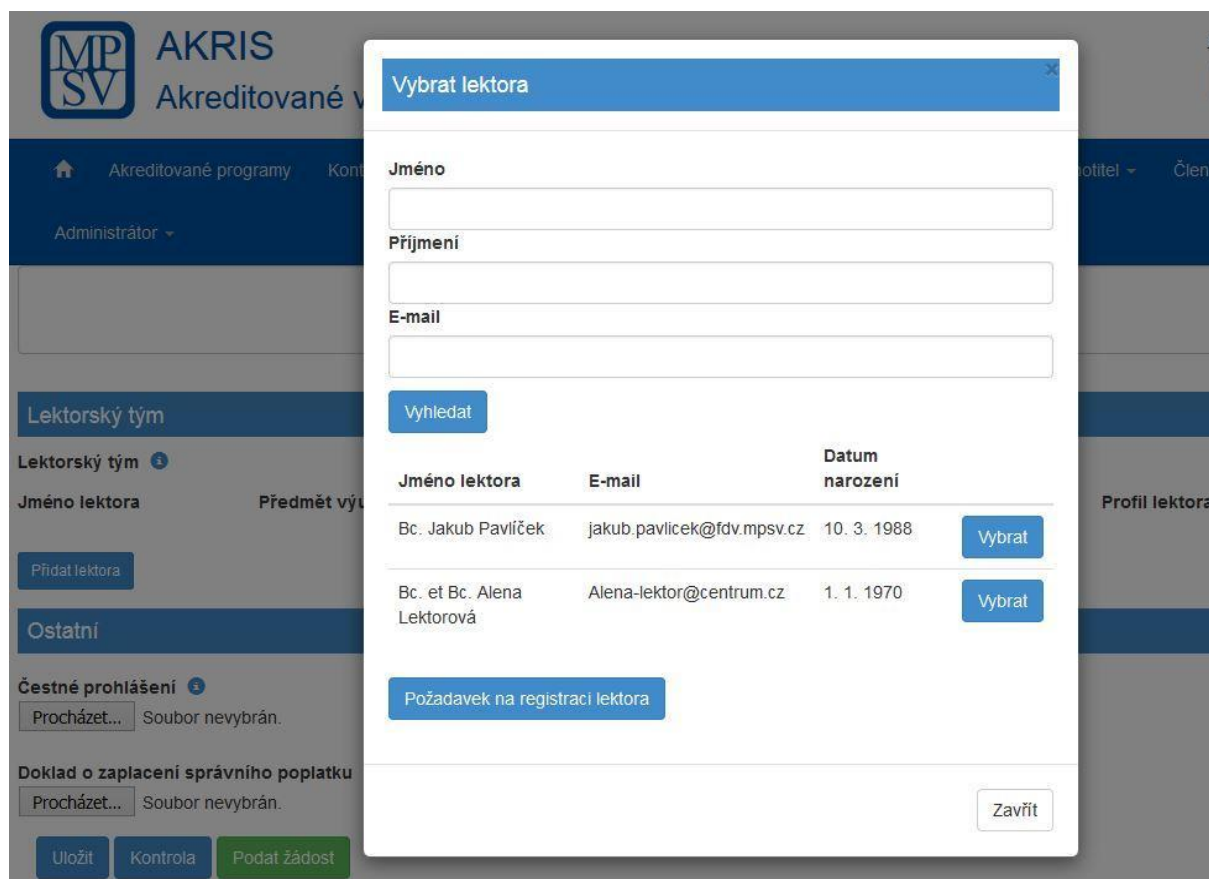 MP
SV
AKRIS
Akreditované v
Akreditované programy Kont
notitel Člen
Administrátor
Vybrat lektora
×
Jméno
Příjmení
E-mail
Vyhledat
Jméno lektora E-mail Datum narození
Bc. Jakub Pavlíček jakub.pavlicek@fdv.mpsv.cz 10. 3. 1988 Vybrat
Bc. et Bc. Alena Lektorová Alena-lektor@centrum.cz 1. 1. 1970 Vybrat
Požadavek na registraci lektora
Zavřít
Lektorský tým
Lektorský tým
Jméno lektora Předmět výu Profil lektora
Přidat lektora
Ostatní
Čestné prohlášení
Procházet... Soubor nevybrán.
Doklad o zaplacení správního poplatku
Procházet... Soubor nevybrán.
Uložit Kontrola Podat žádost